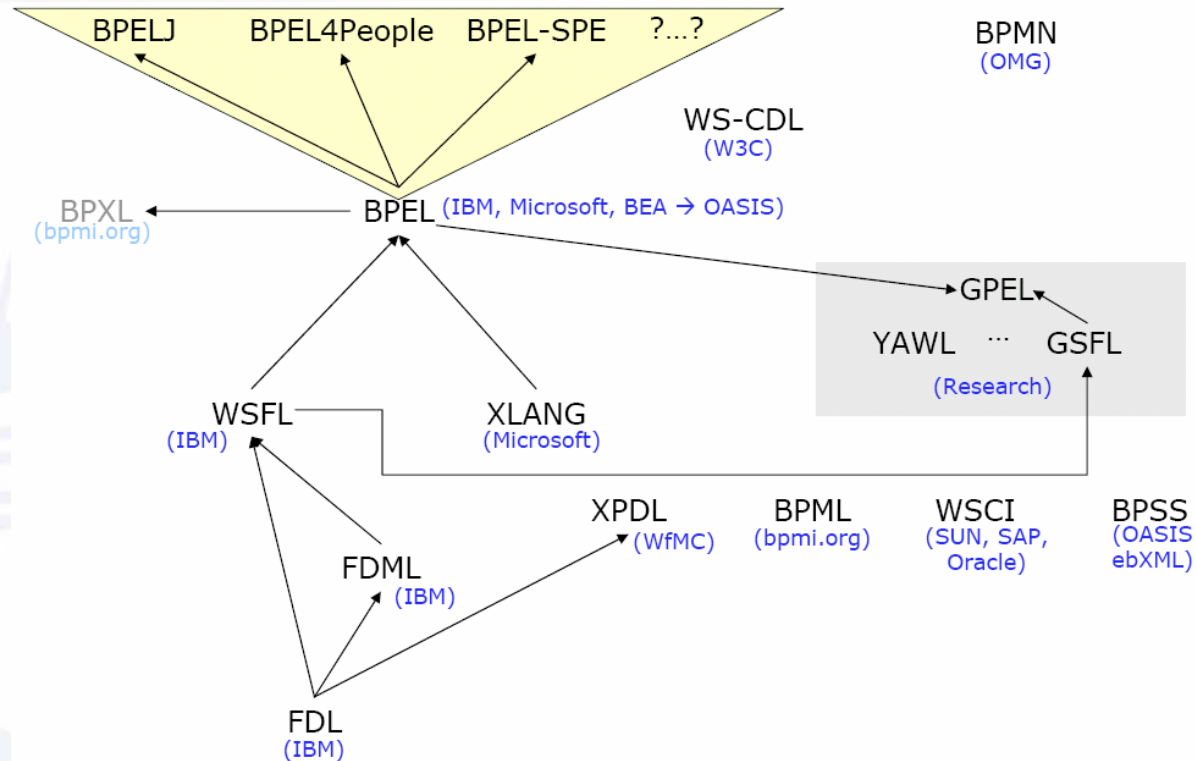 BPELJ BPEL4People BPEL-SPE ?...?
BPMN
(OMG)
WS-CDL
(W3C)
BPXL
(bpmi.org)
BPEL (IBM, Microsoft, BEA → OASIS)
GPEL
YAWL ... GSFL
(Research)
WSFL
(IBM)
XLANG
(Microsoft)
XPDL
(WfMC)
BPML
(bpmi.org)
WSCI
(SUN, SAP,
Oracle)
BPSS
(OASIS
ebXML)
FDML
(IBM)
FDL
(IBM)